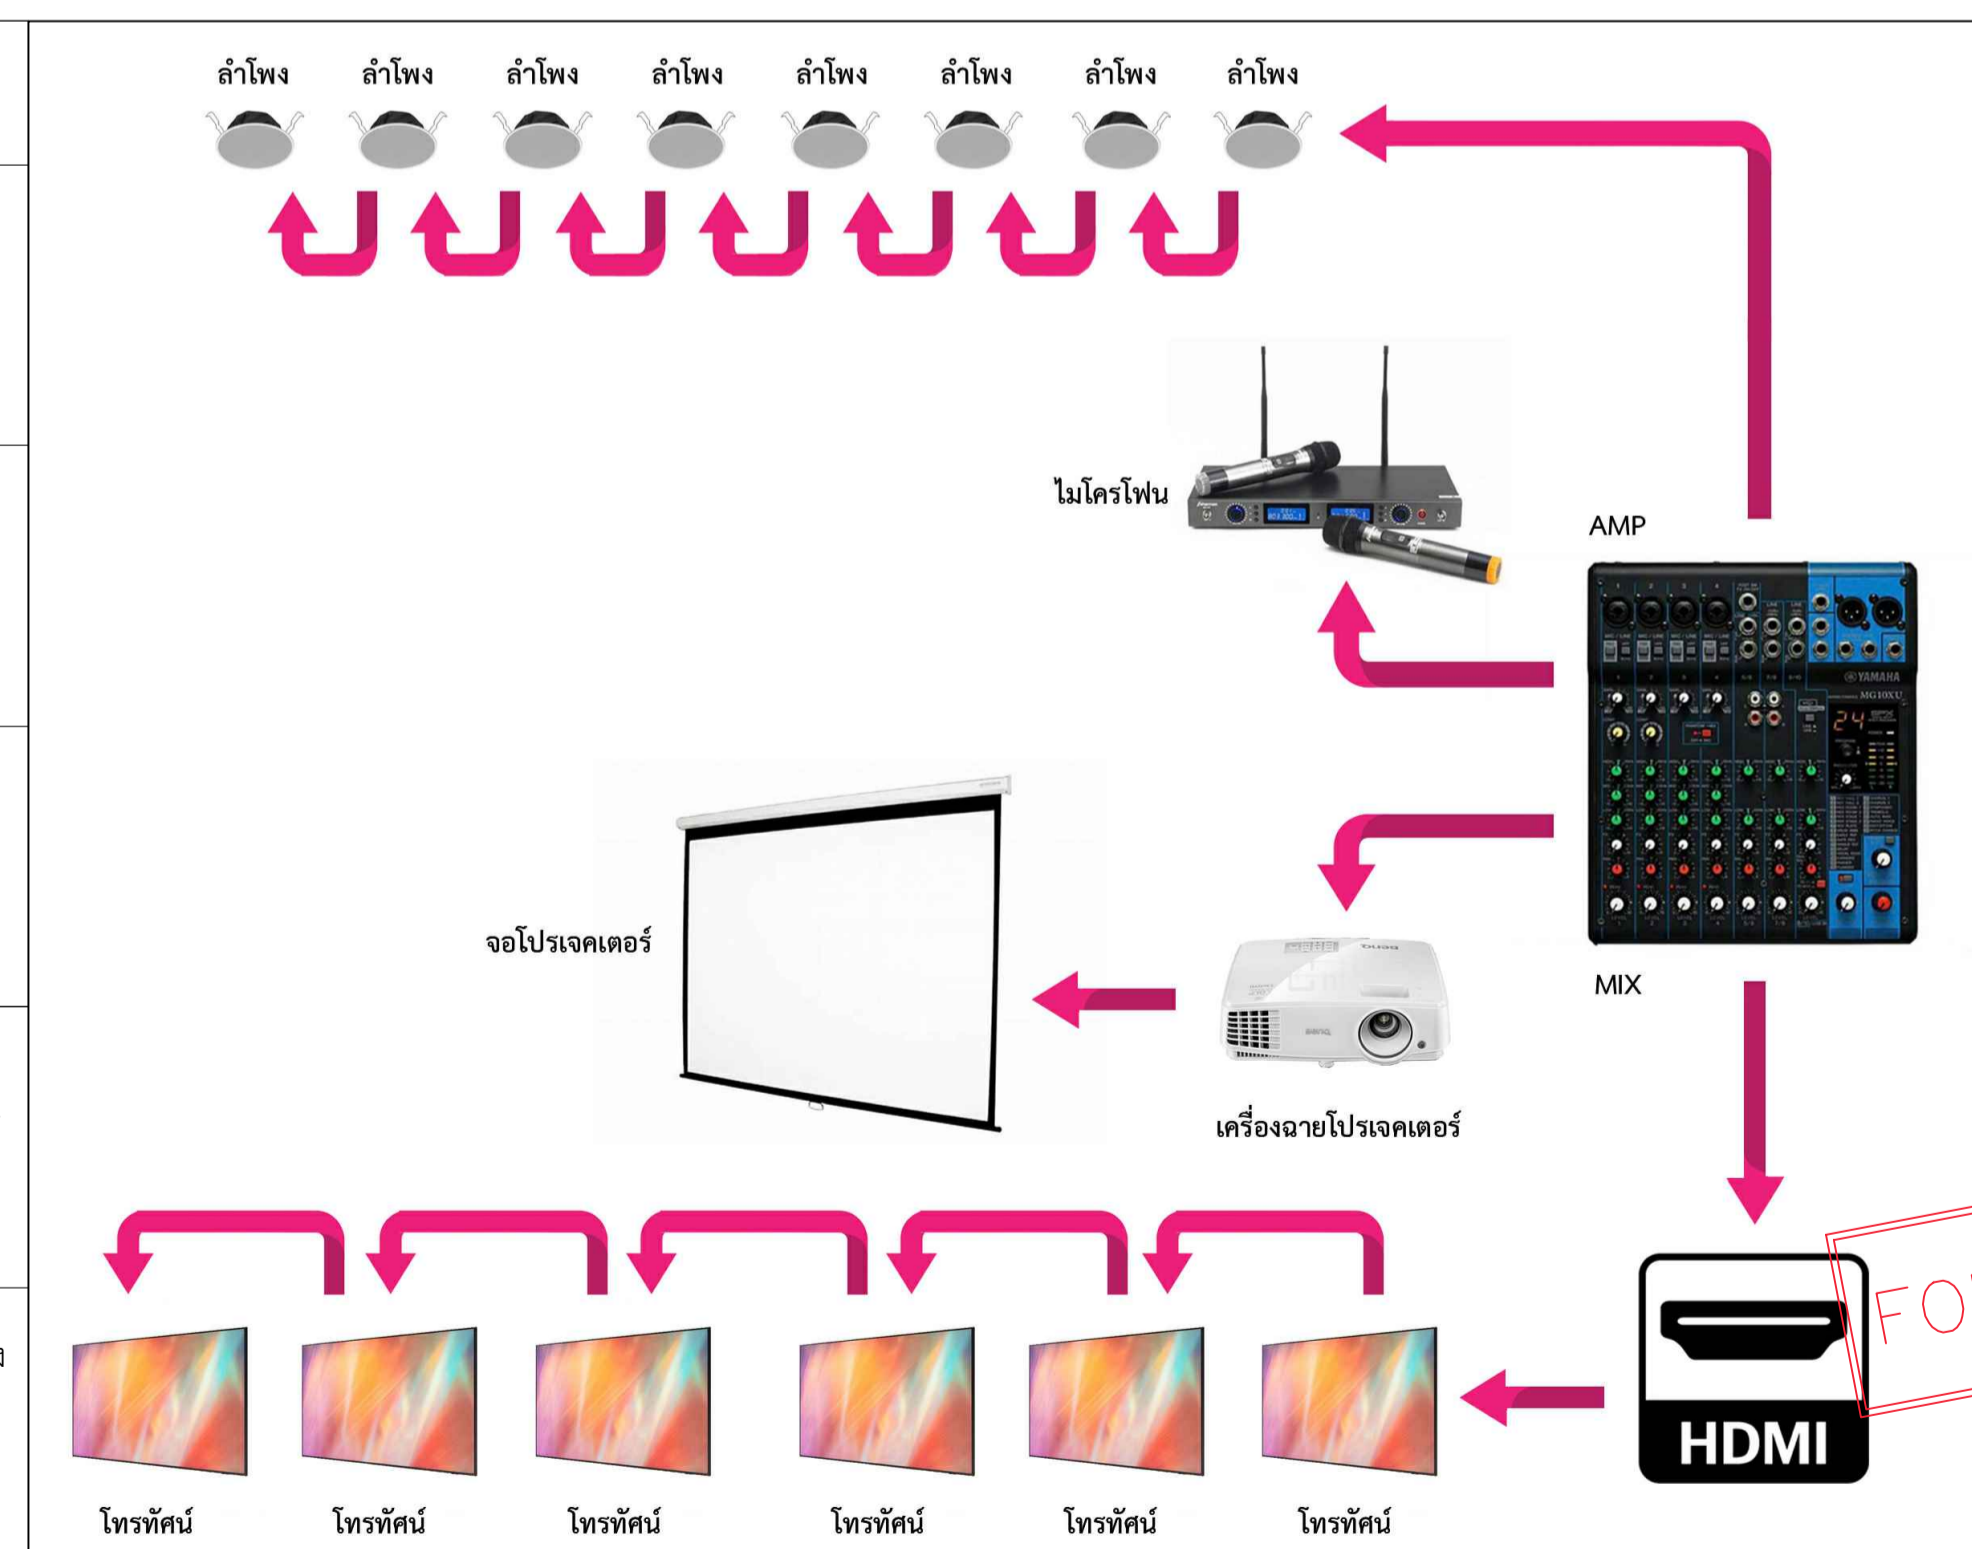 ลำโพง ลำโพง ลำโพง ลำโพง ลำโพง ลำโพง ลำโพง ลำโพง
ไมโครโฟน
AMP
YAMAHA
MG10XU
24
จอโปรเจคเตอร์
BenQ
MIX
เครื่องฉายโปรเจคเตอร์
HDMI
FO
โทรทัศน์ โทรทัศน์ โทรทัศน์ โทรทัศน์ โทรทัศน์ โทรทัศน์